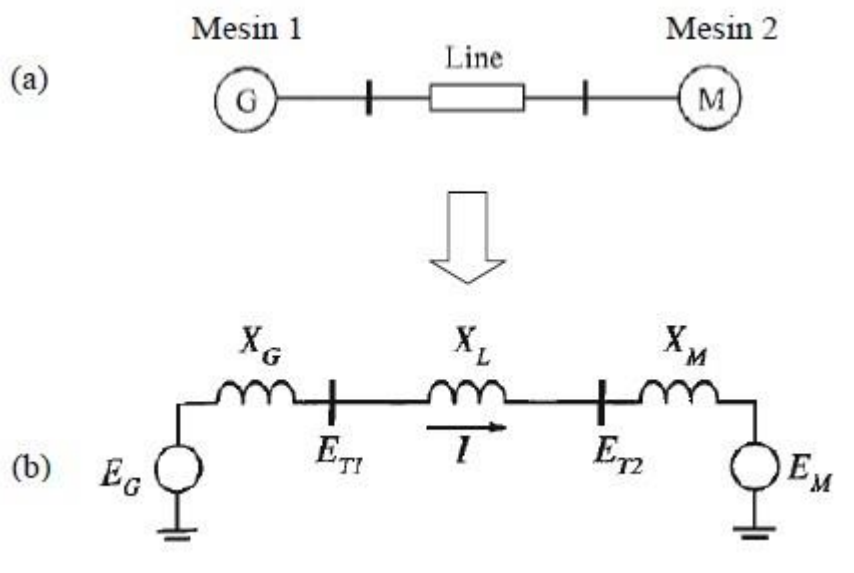 Mesin 1
Mesin 2
(a)
G
Line
M
X_G
X_L
X_M
(b)
E_G
E_T1
I
E_T2
E_M